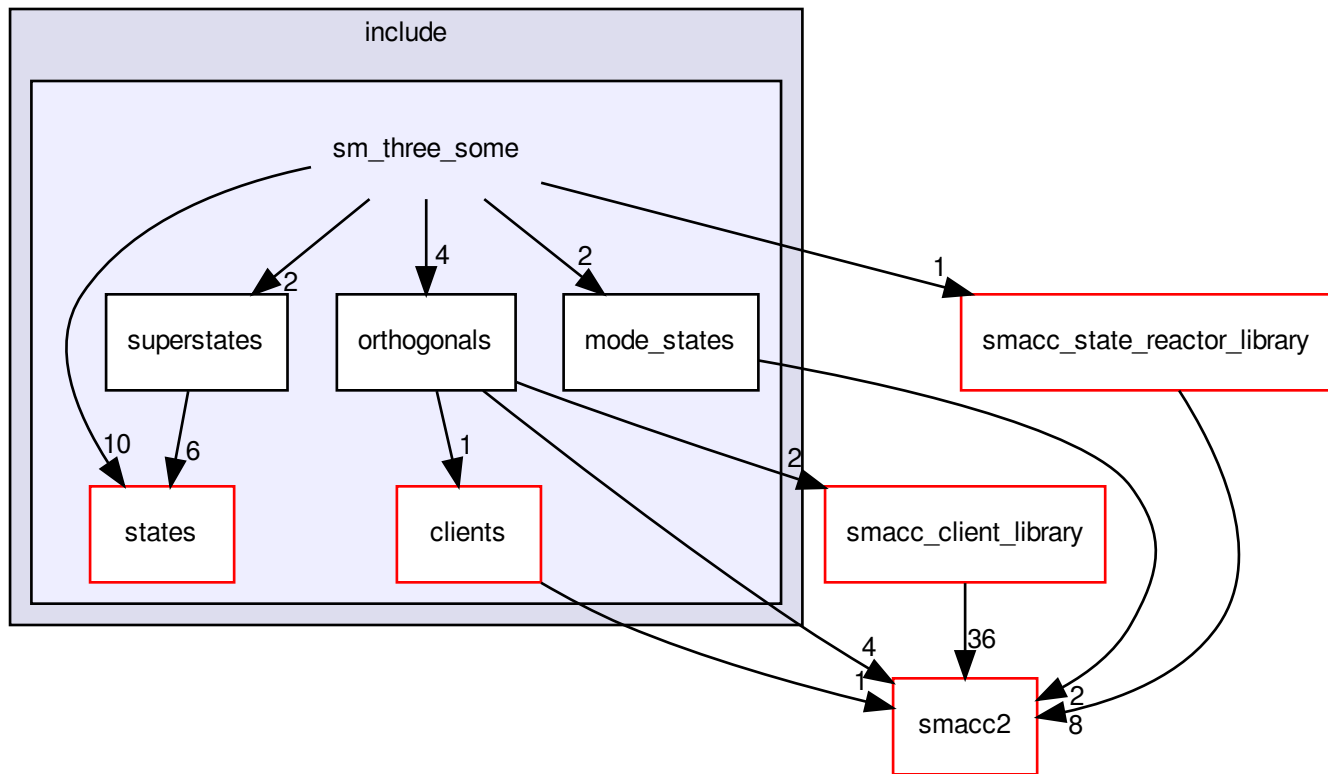 include
sm_three_some
1
4
2
2
superstates
orthogonals
mode_states
smacc_state_reactor_library
10
6
1
2
states
clients
smacc_client_library
36
4
1
2
8
smacc2